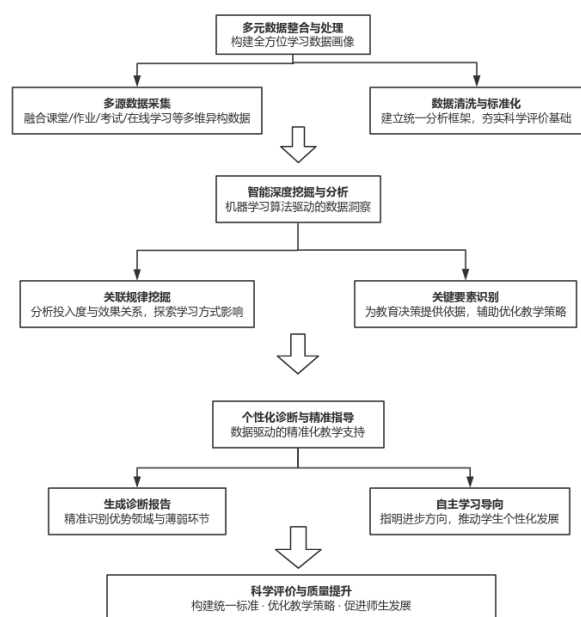 多元数据整合与处理
构建全方位学习数据画像
多源数据采集
融合课堂/作业/考试/在线学习等多维异构数据
数据清洗与标准化
建立统一分析框架，夯实科学评价基础
智能深度挖掘与分析
机器学习算法驱动的数据洞察
关联规律挖掘
分析投入度与效果关系，探索学习方式影响
关键要素识别
为教育决策提供依据，辅助优化教学策略
个性化诊断与精准指导
数据驱动的精准化教学支持
生成诊断报告
精准识别优势领域与薄弱环节
自主学习导向
指明进步方向，推动学生个性化发展
科学评价与质量提升
构建统一标准·优化教学策略·促进师生发展